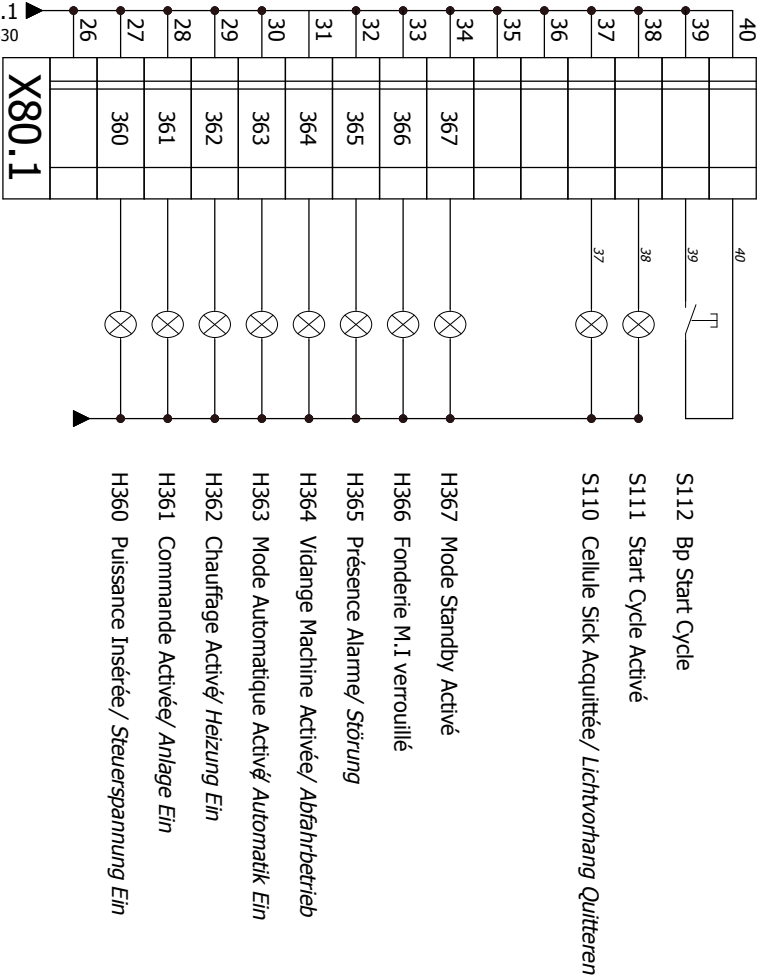 .1
30
26
27
28
29
30
31
32
33
34
35
36
37
38
39
40
X80.1
360
361
362
363
364
365
366
367
37
38
39
40
S112 Bp Start Cycle
S111 Start Cycle Activé
S110 Cellule Sick Acquittée/ Lichtvorhang Quitteren
H367 Mode Standby Activé
H366 Fonderie M.I verrouillé
H365 Présence Alarme/ Störung
H364 Vidange Machine Activée/ Abfahrbetrieb
H363 Mode Automatique Activé/ Automatik Ein
H362 Chauffage Activé/ Heizung Ein
H361 Commande Activée/ Anlage Ein
H360 Puissance Insérée/ Steuerspannung Ein